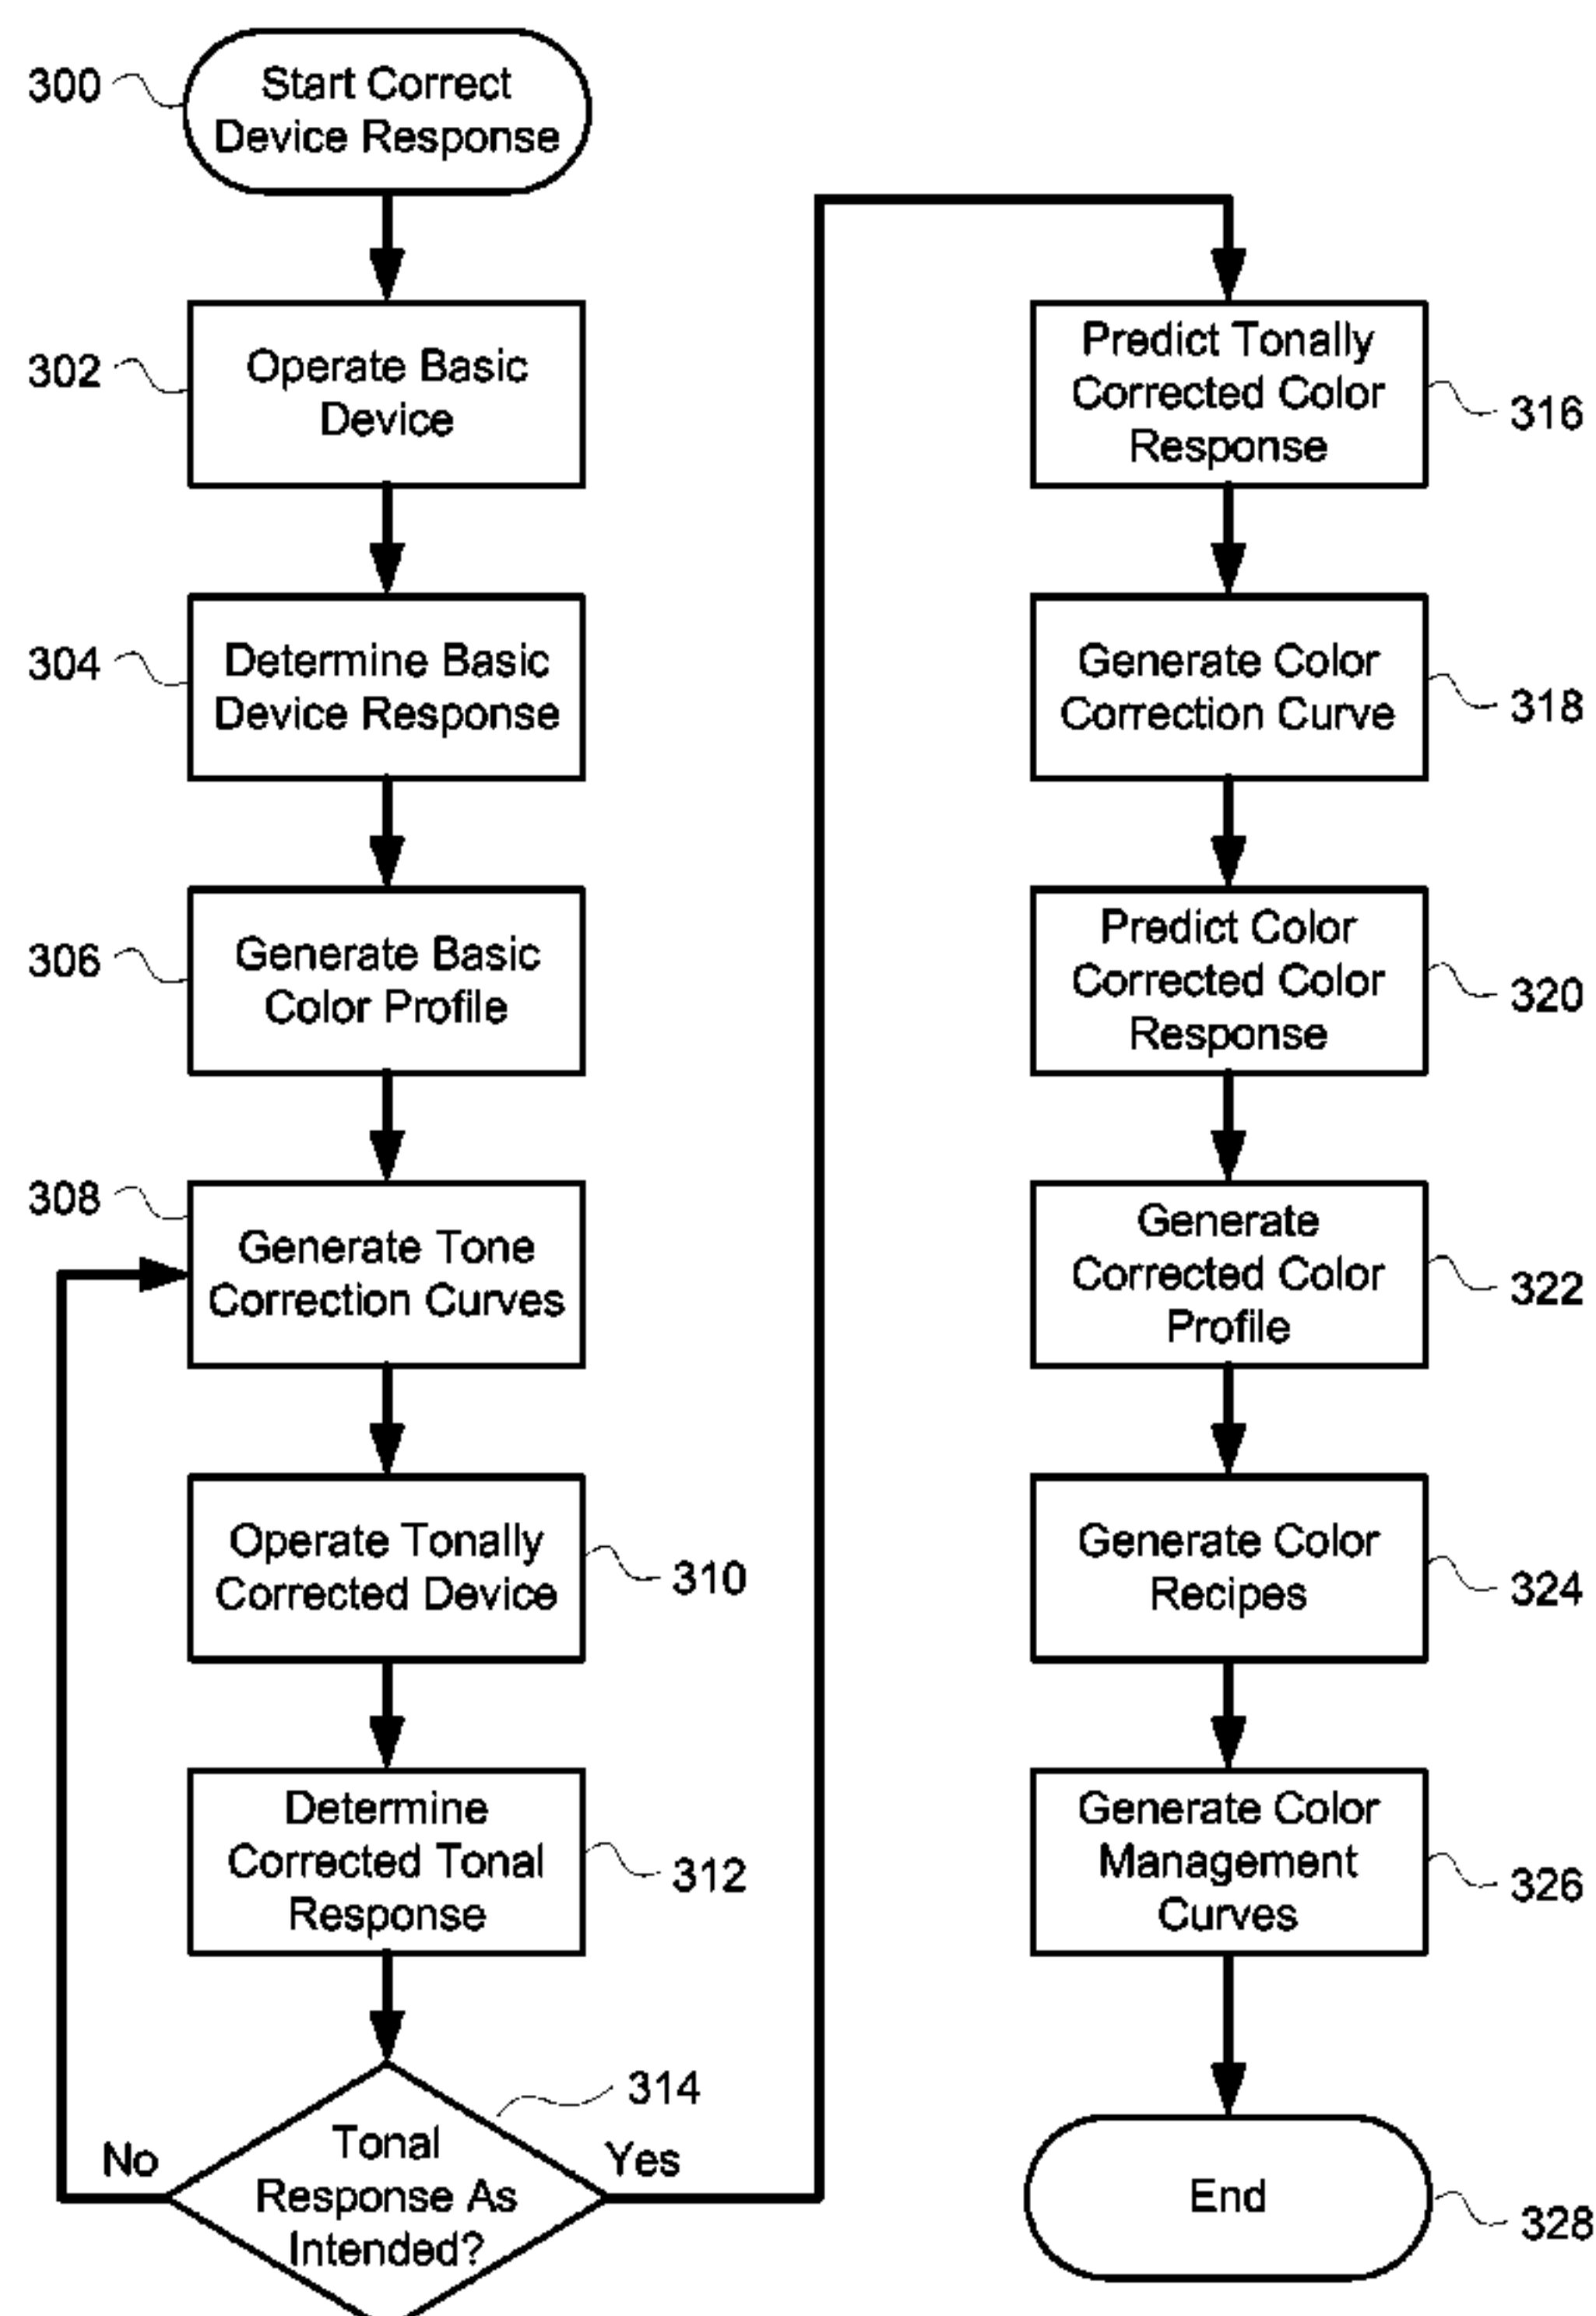 300
Start Correct
Device Response
302
Operate Basic
Device
304
Determine Basic
Device Response
306
Generate Basic
Color Profile
308
Generate Tone
Correction Curves
Operate Tonally
Corrected Device
310
Determine
Corrected Tonal
Response
312
314
Tonal
Response As
Intended?
No
Yes
Predict Tonally
Corrected Color
Response
316
Generate Color
Correction Curve
318
Predict Color
Corrected Color
Response
320
Generate
Corrected Color
Profile
322
Generate Color
Recipes
324
Generate Color
Management
Curves
326
End
328